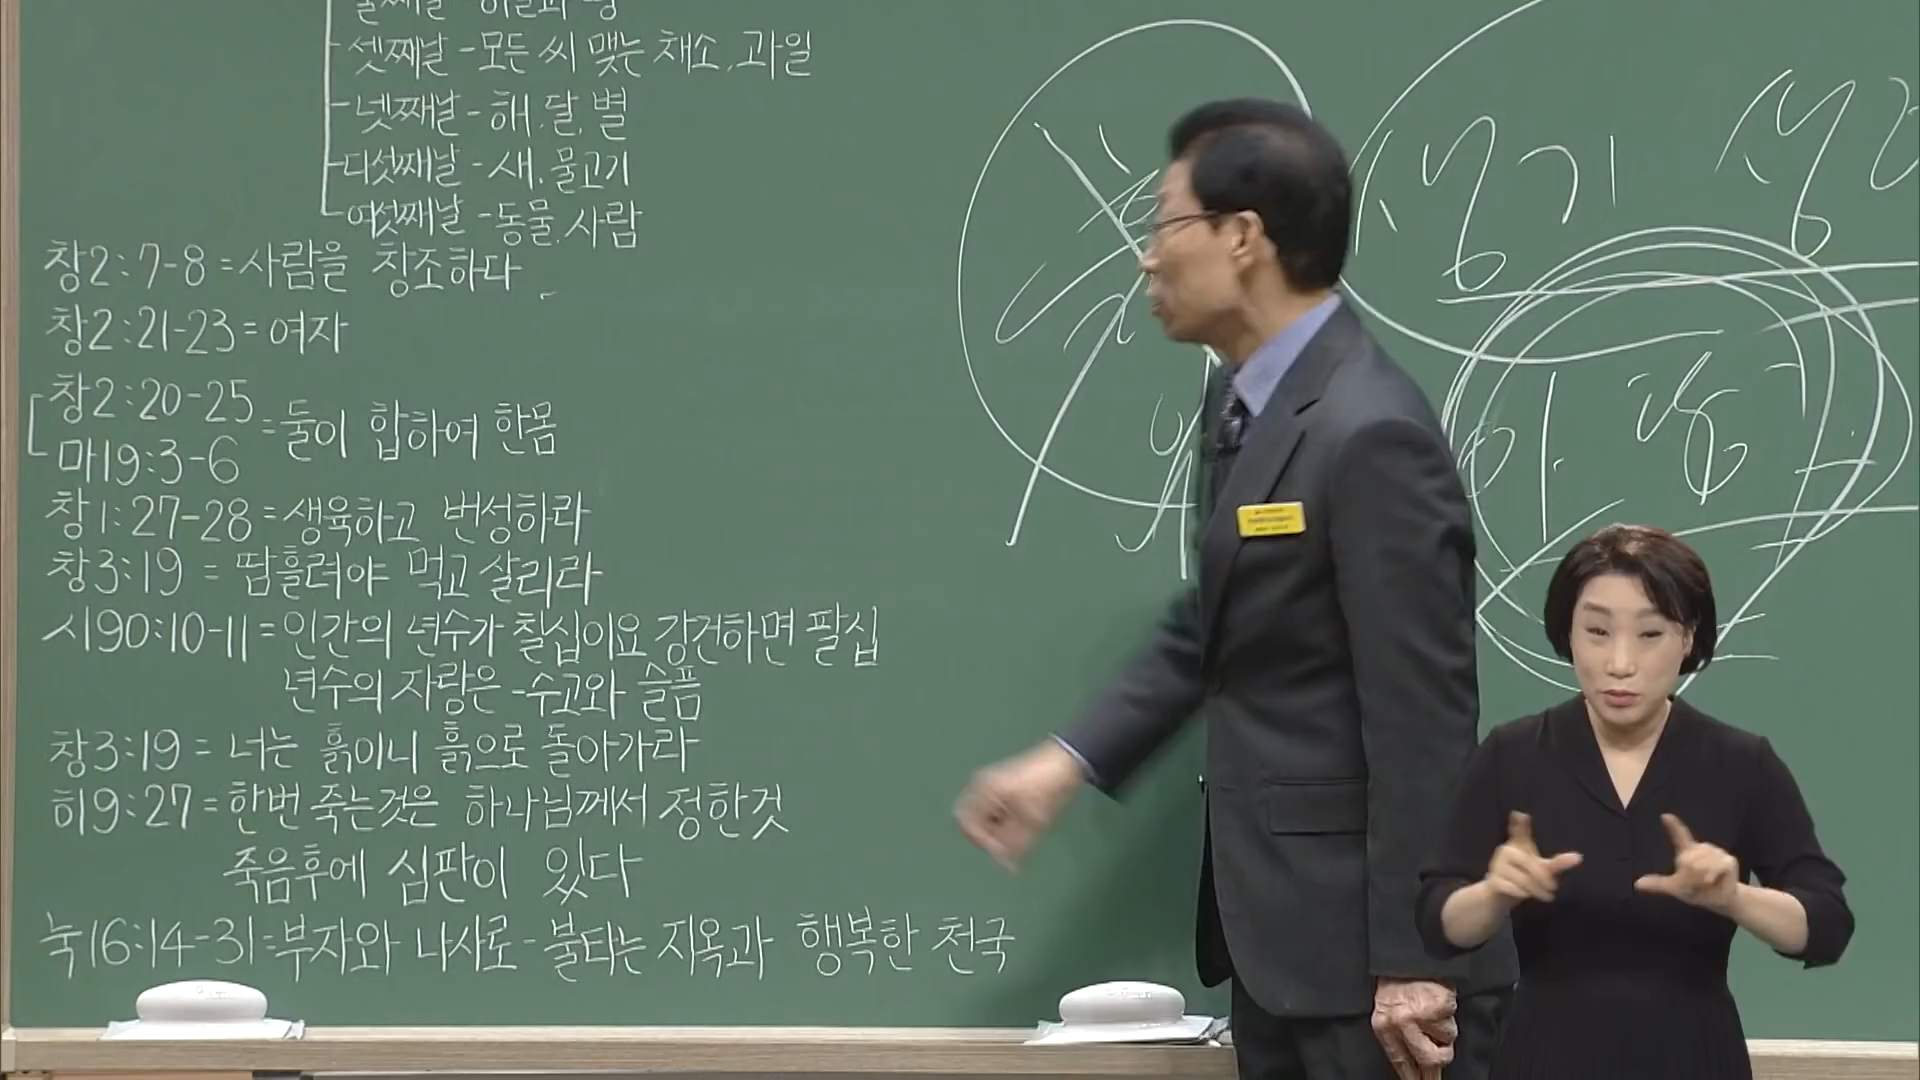 둘째날 - 하늘과 땅
셋째날 - 모든 씨 맺는 채소, 과일
넷째날 - 해, 달, 별
다섯째날 - 새, 물고기
여섯째날 - 동물, 사람
창2:7-8 = 사람을 창조하다
창2:21-23 = 여자
창2:20-25
마19:3-6 = 둘이 합하여 한몸
창1:27-28 = 생육하고 번성하라
창3:19 = 땀흘려야 먹고 살리라
시90:10-11 = 인간의 년수가 칠십이요 강건하면 팔십
년수의 자랑은 - 수고와 슬픔
창3:19 = 너는 흙이니 흙으로 돌아가라
히9:27 = 한번 죽는것은 하나님께서 정한것
죽음후에 심판이 있다
눅16:14-31 = 부자와 나사로 - 불타는 지옥과 행복한 천국
생기